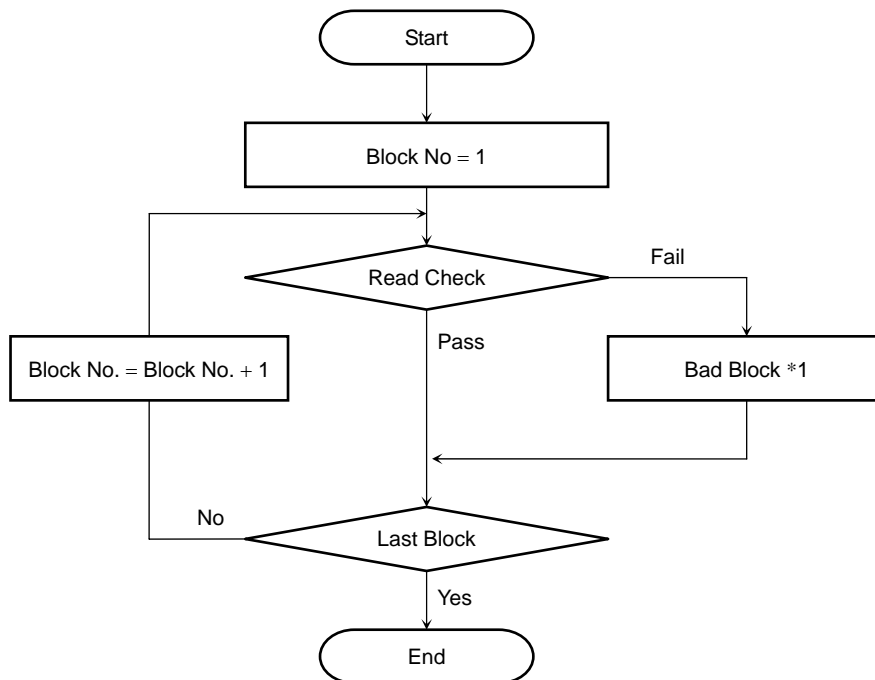 Start
Block No = 1
Read Check
Fail
Pass
Block No. = Block No. + 1
Bad Block *1
No
Last Block
Yes
End